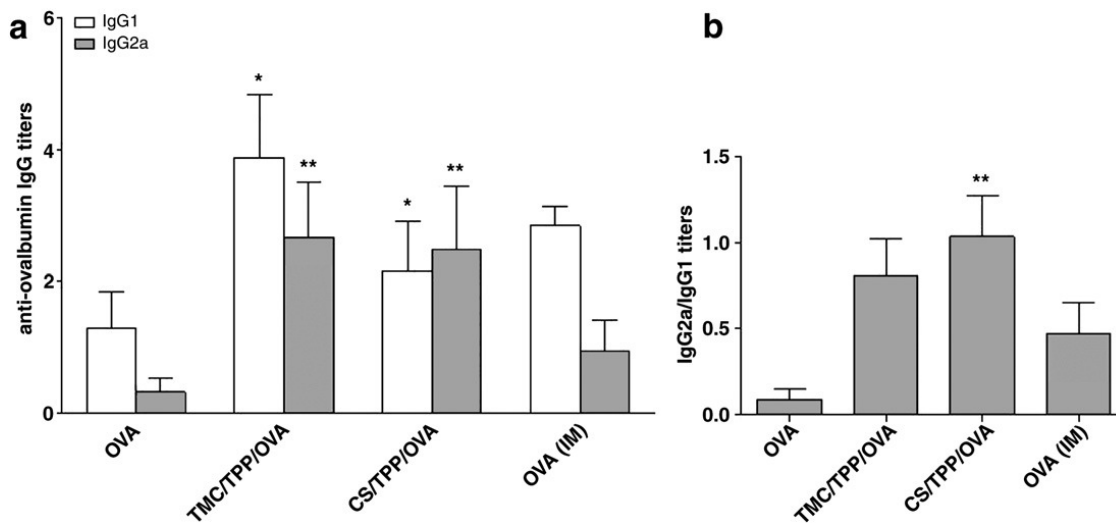 a
IgG1
IgG2a
anti-ovalbumin IgG titers
6
4
2
0
*
**
*
**
OVA
TMC/TPP/OVA
CS/TPP/OVA
OVA (IM)
b
IgG2a/IgG1 titers
1.5
1.0
0.5
0.0
**
OVA
TMC/TPP/OVA
CS/TPP/OVA
OVA (IM)